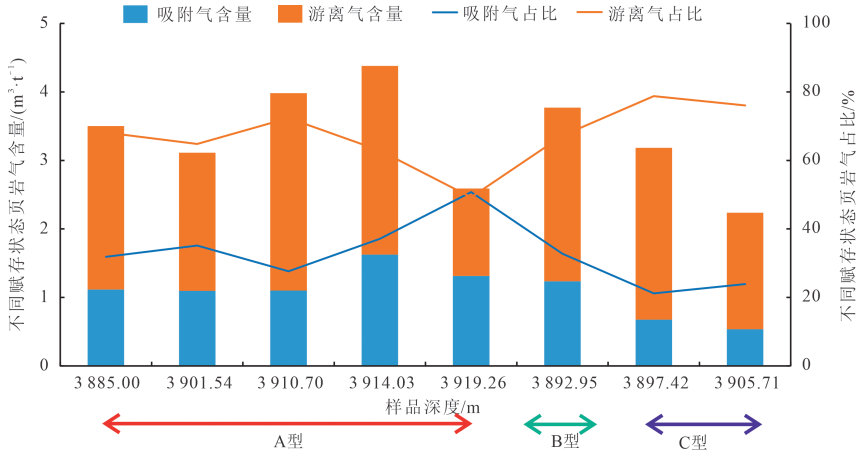 吸附气含量 游离气含量 吸附气占比 游离气占比
不同赋存状态页岩气含量/(m³·t⁻¹)
5
4
3
2
1
0
100
80
60
40
20
0
不同赋存状态页岩气占比/%
3 885.00 3 901.54 3 910.70 3 914.03 3 919.26 3 892.95 3 897.42 3 905.71
样品深度/m
A型 B型 C型